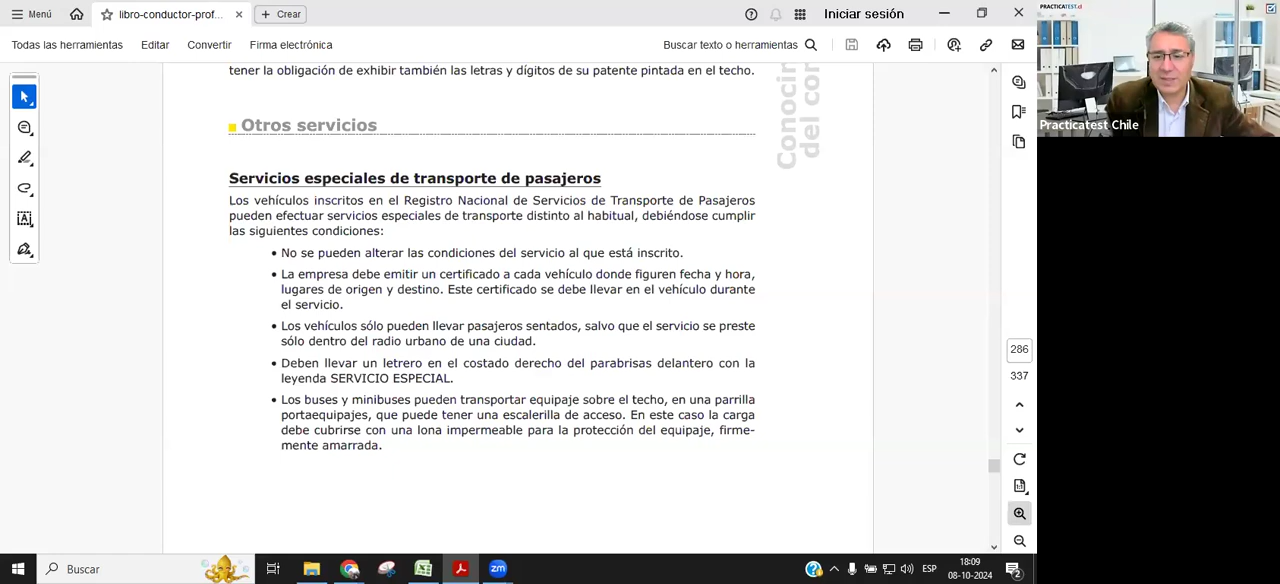 Menú
libro-conductor-prof...
Crear
Iniciar sesión
PRACTICATEST.cl
Todas las herramientas
Editar
Convertir
Firma electrónica
Buscar texto o herramientas
tener la obligación de exhibir también las letras y dígitos de su patente pintada en el techo.
Conocin
del con
Otros servicios
Practicatest Chile
Servicios especiales de transporte de pasajeros
Los vehículos inscritos en el Registro Nacional de Servicios de Transporte de Pasajeros
pueden efectuar servicios especiales de transporte distinto al habitual, debiéndose cumplir
las siguientes condiciones:
• No se pueden alterar las condiciones del servicio al que está inscrito.
• La empresa debe emitir un certificado a cada vehículo donde figuren fecha y hora,
lugares de origen y destino. Este certificado se debe llevar en el vehículo durante
el servicio.
• Los vehículos sólo pueden llevar pasajeros sentados, salvo que el servicio se preste
sólo dentro del radio urbano de una ciudad.
• Deben llevar un letrero en el costado derecho del parabrisas delantero con la
leyenda SERVICIO ESPECIAL.
• Los buses y minibuses pueden transportar equipaje sobre el techo, en una parrilla
portaequipajes, que puede tener una escalerilla de acceso. En este caso la carga
debe cubrirse con una lona impermeable para la protección del equipaje, firme-
mente amarrada.
286
337
Buscar
zm
ESP
18:09
08-10-2024
2